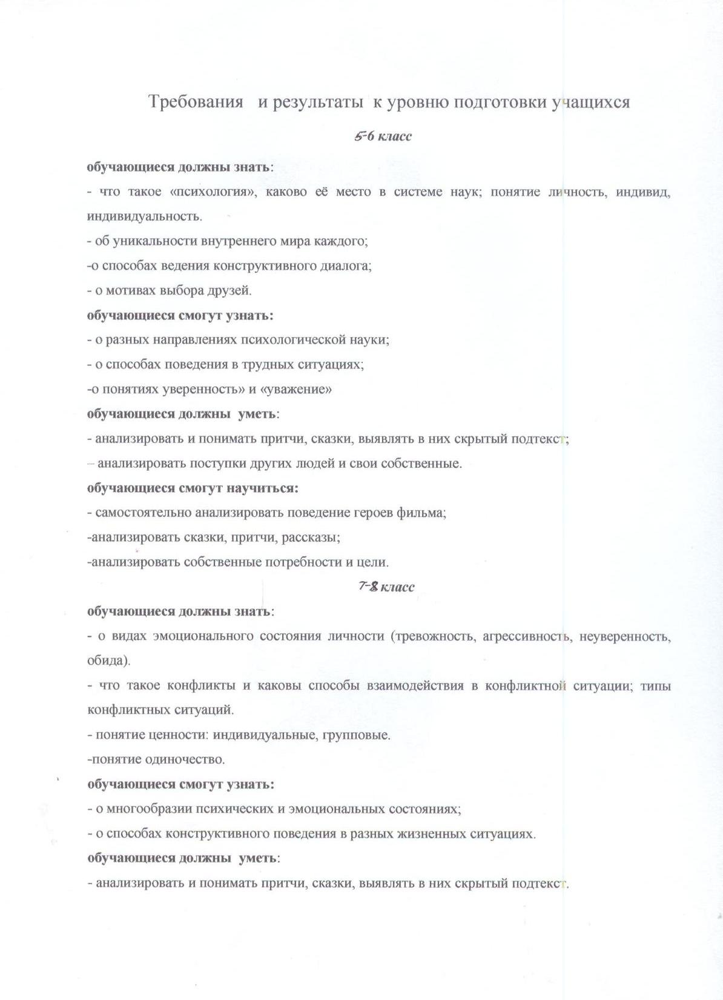 Требования и результаты к уровню подготовки учащихся
5-6 класс
обучающиеся должны знать:
- что такое «психология», каково её место в системе наук; понятие личность, индивид,
индивидуальность.
- об уникальности внутреннего мира каждого;
-о способах ведения конструктивного диалога;
- о мотивах выбора друзей.
обучающиеся смогут узнать:
- о разных направлениях психологической науки;
- о способах поведения в трудных ситуациях;
-о понятиях уверенность» и «уважение»
обучающиеся должны уметь:
- анализировать и понимать притчи, сказки, выявлять в них скрытый подтекст;
– анализировать поступки других людей и свои собственные.
обучающиеся смогут научиться:
- самостоятельно анализировать поведение героев фильма;
-анализировать сказки, притчи, рассказы;
-анализировать собственные потребности и цели.
7-8 класс
обучающиеся должны знать:
- о видах эмоционального состояния личности (тревожность, агрессивность, неуверенность,
обида).
- что такое конфликты и каковы способы взаимодействия в конфликтной ситуации; типы
конфликтных ситуаций.
- понятие ценности: индивидуальные, групповые.
-понятие одиночество.
обучающиеся смогут узнать:
- о многообразии психических и эмоциональных состояниях;
- о способах конструктивного поведения в разных жизненных ситуациях.
обучающиеся должны уметь:
- анализировать и понимать притчи, сказки, выявлять в них скрытый подтекст.